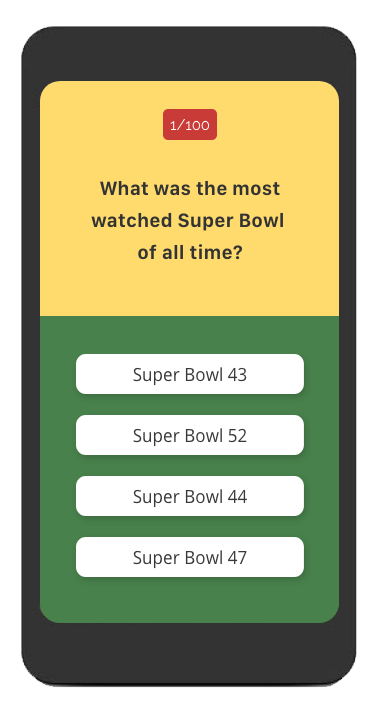 1/100
What was the most
watched Super Bowl
of all time?
Super Bowl 43
Super Bowl 52
Super Bowl 44
Super Bowl 47